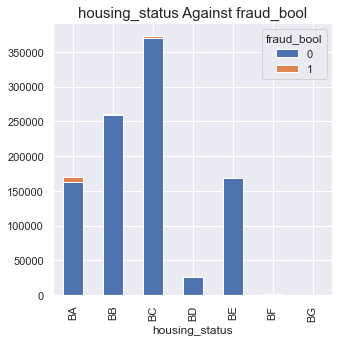 housing_status Against fraud_bool
fraud_bool
0
1
350000
300000
250000
200000
150000
100000
50000
0
BA
BB
BC
BD
BE
BF
BG
housing_status